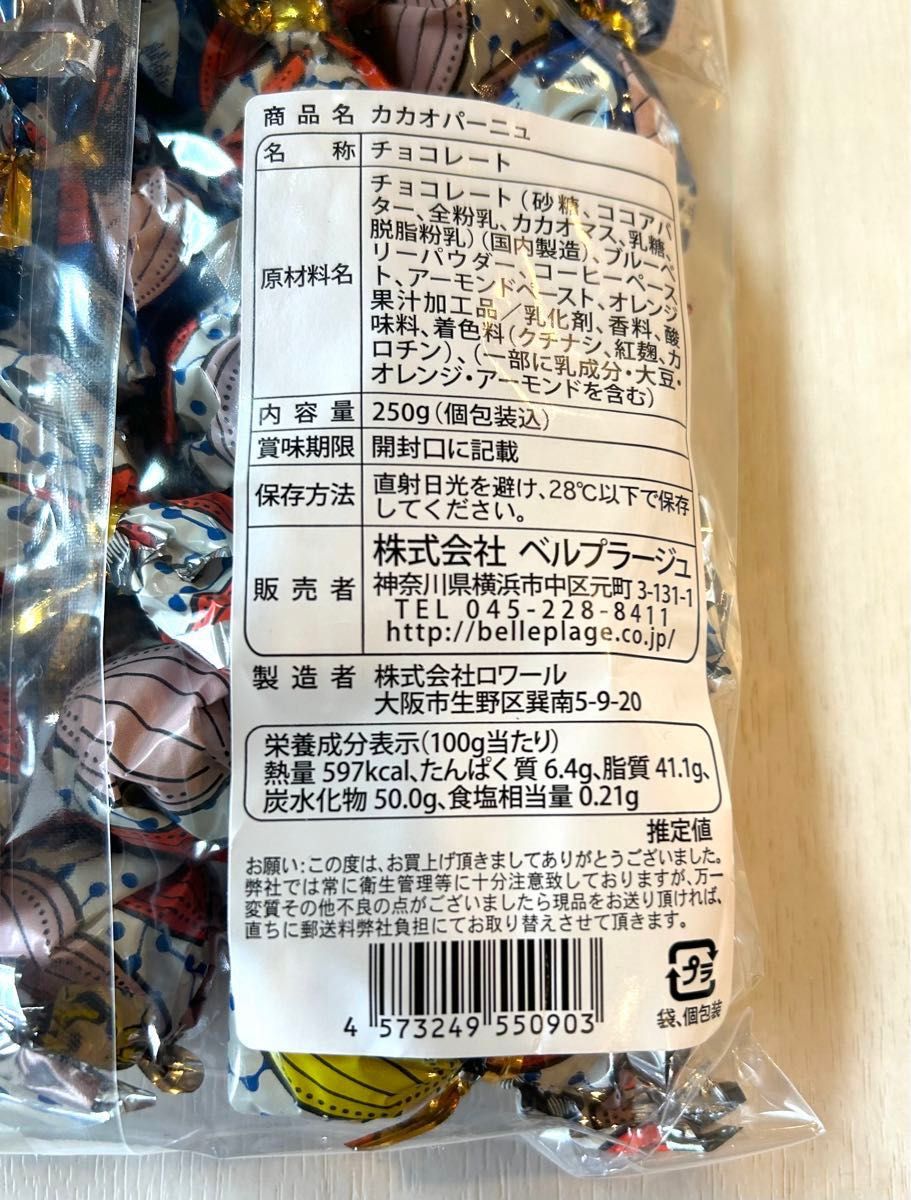 商品名 カカオパーニュ
名称 チョコレート
原材料名
チョコレート(砂糖、ココアバ
ター、全粉乳、カカオマス、乳糖、
脱脂粉乳)(国内製造)、ブルーベ
リーパウダー、コーヒーペース
ト、アーモンドペースト、オレンジ
果汁加工品/乳化剤、香料、酸
味料、着色料(クチナシ、紅麹、カ
ロチン)、(一部に乳成分・大豆・
オレンジ・アーモンドを含む)
内容量 250g(個包装込)
賞味期限 開封口に記載
保存方法 直射日光を避け、28℃以下で保存
してください。
販売者
株式会社 ベルプラージュ
神奈川県横浜市中区元町3-131-1
TEL 045-228-8411
http://belleplage.co.jp/
製造者 株式会社ロワール
大阪市生野区巽南5-9-20
栄養成分表示(100g当たり)
熱量 597kcal、たんぱく質 6.4g、脂質 41.1g、
炭水化物 50.0g、食塩相当量 0.21g
推定値
お願い:この度は、お買上げ頂きましてありがとうございました。
弊社では常に衛生管理等に十分注意致しておりますが、万一
変質その他不良の点がございましたら現品をお送り頂ければ、
直ちに郵送料弊社負担にてお取り替えさせて頂きます。
プラ
袋、個包装
4 573249 550903